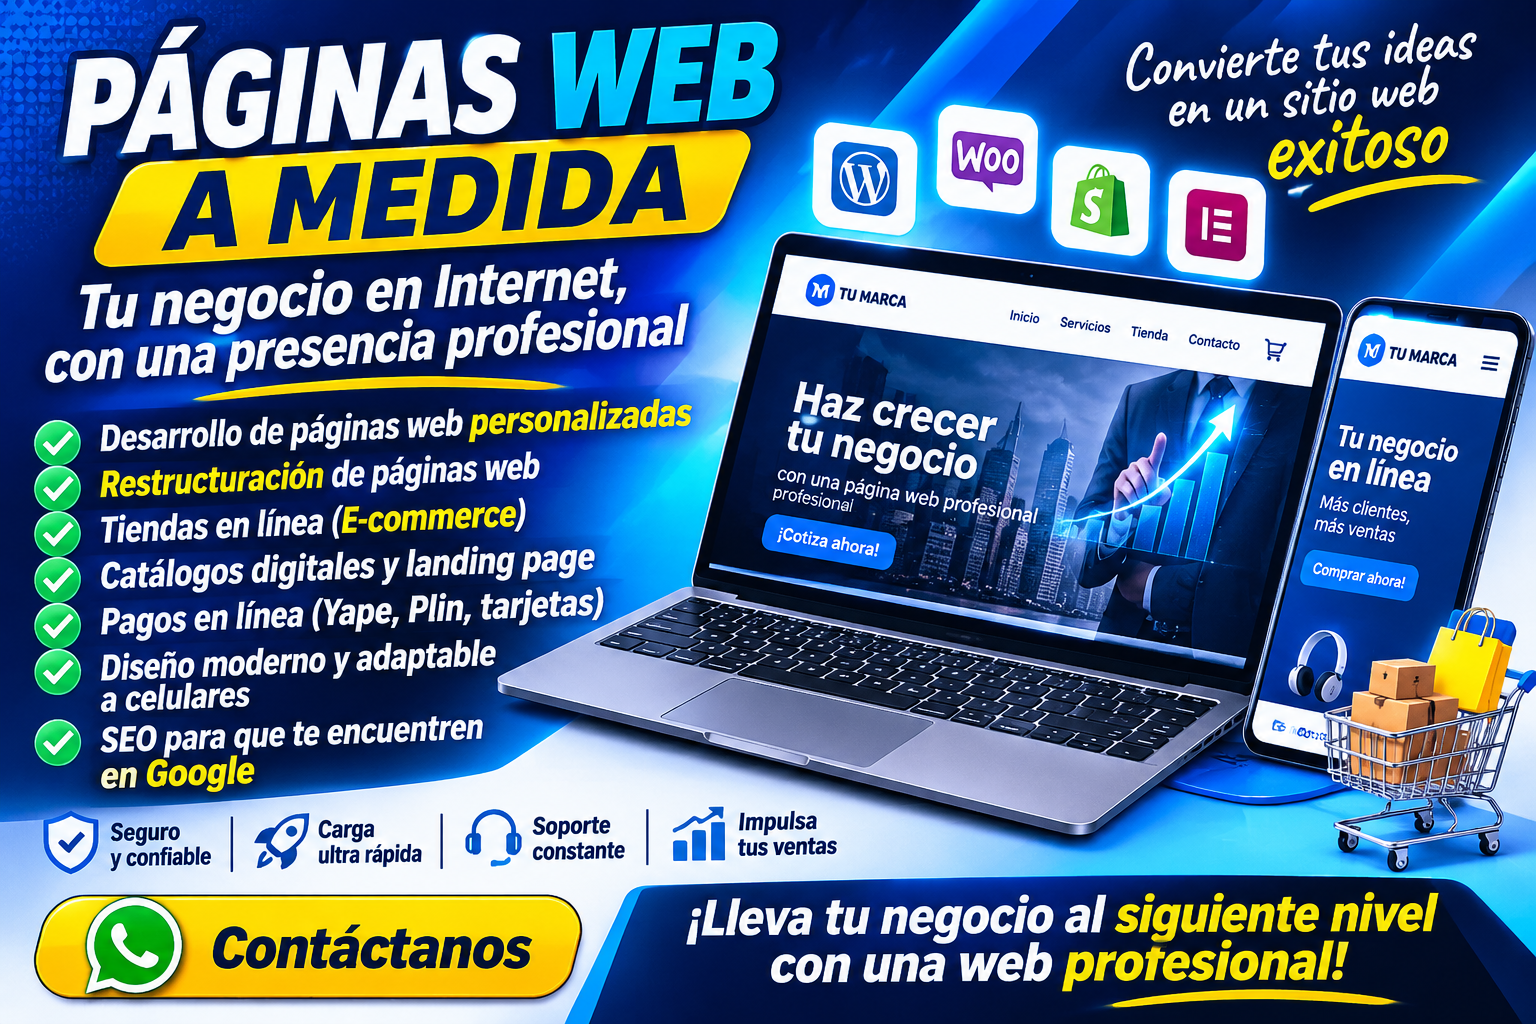 PÁGINAS WEB
A MEDIDA
Tu negocio en Internet,
con una presencia profesional
Desarrollo de páginas web personalizadas
Restructuración de páginas web
Tiendas en línea (E-commerce)
Catálogos digitales y landing page
Pagos en línea (Yape, Plin, tarjetas)
Diseño moderno y adaptable
a celulares
SEO para que te encuentren
en Google
Seguro
y confiable
Carga
ultra rápida
Soporte
constante
Impulsa
tus ventas
Contáctanos
Convierte tus ideas
en un sitio web
exitoso
W
WOO
S
E
M TU MARCA
Inicio Servicios Tienda Contacto
Haz crecer
tu negocio
con una página web profesional
profesional
¡Cotiza ahora!
M TU MARCA
Tu negocio
en línea
Más clientes,
más ventas
Comprar ahora!
¡Lleva tu negocio al siguiente nivel
con una web profesional!